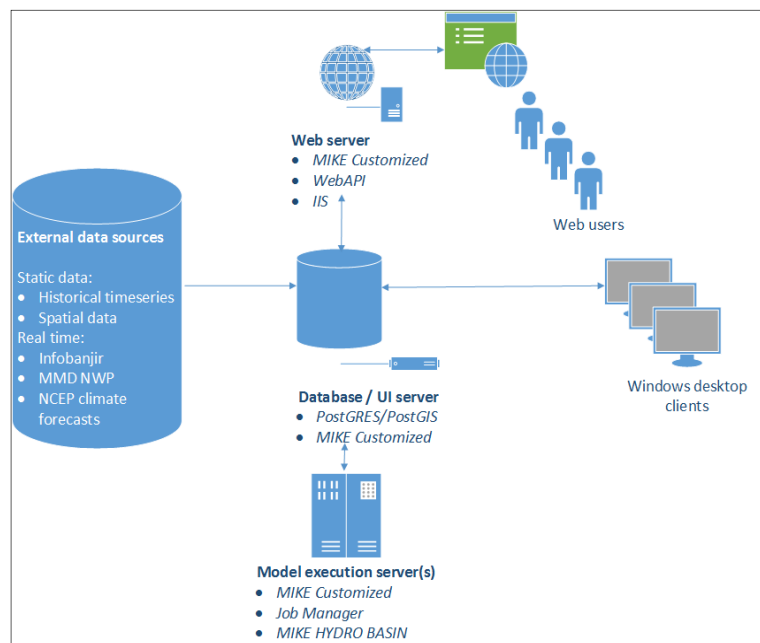 Web server
• MIKE Customized
• WebAPI
• IIS
Web users
External data sources
Static data:
• Historical timeseries
• Spatial data
Real time:
• Infobanjir
• MMD NWP
• NCEP climate
forecasts
Windows desktop
clients
Database / UI server
• PostGRES/PostGIS
• MIKE Customized
Model execution server(s)
• MIKE Customized
• Job Manager
• MIKE HYDRO BASIN